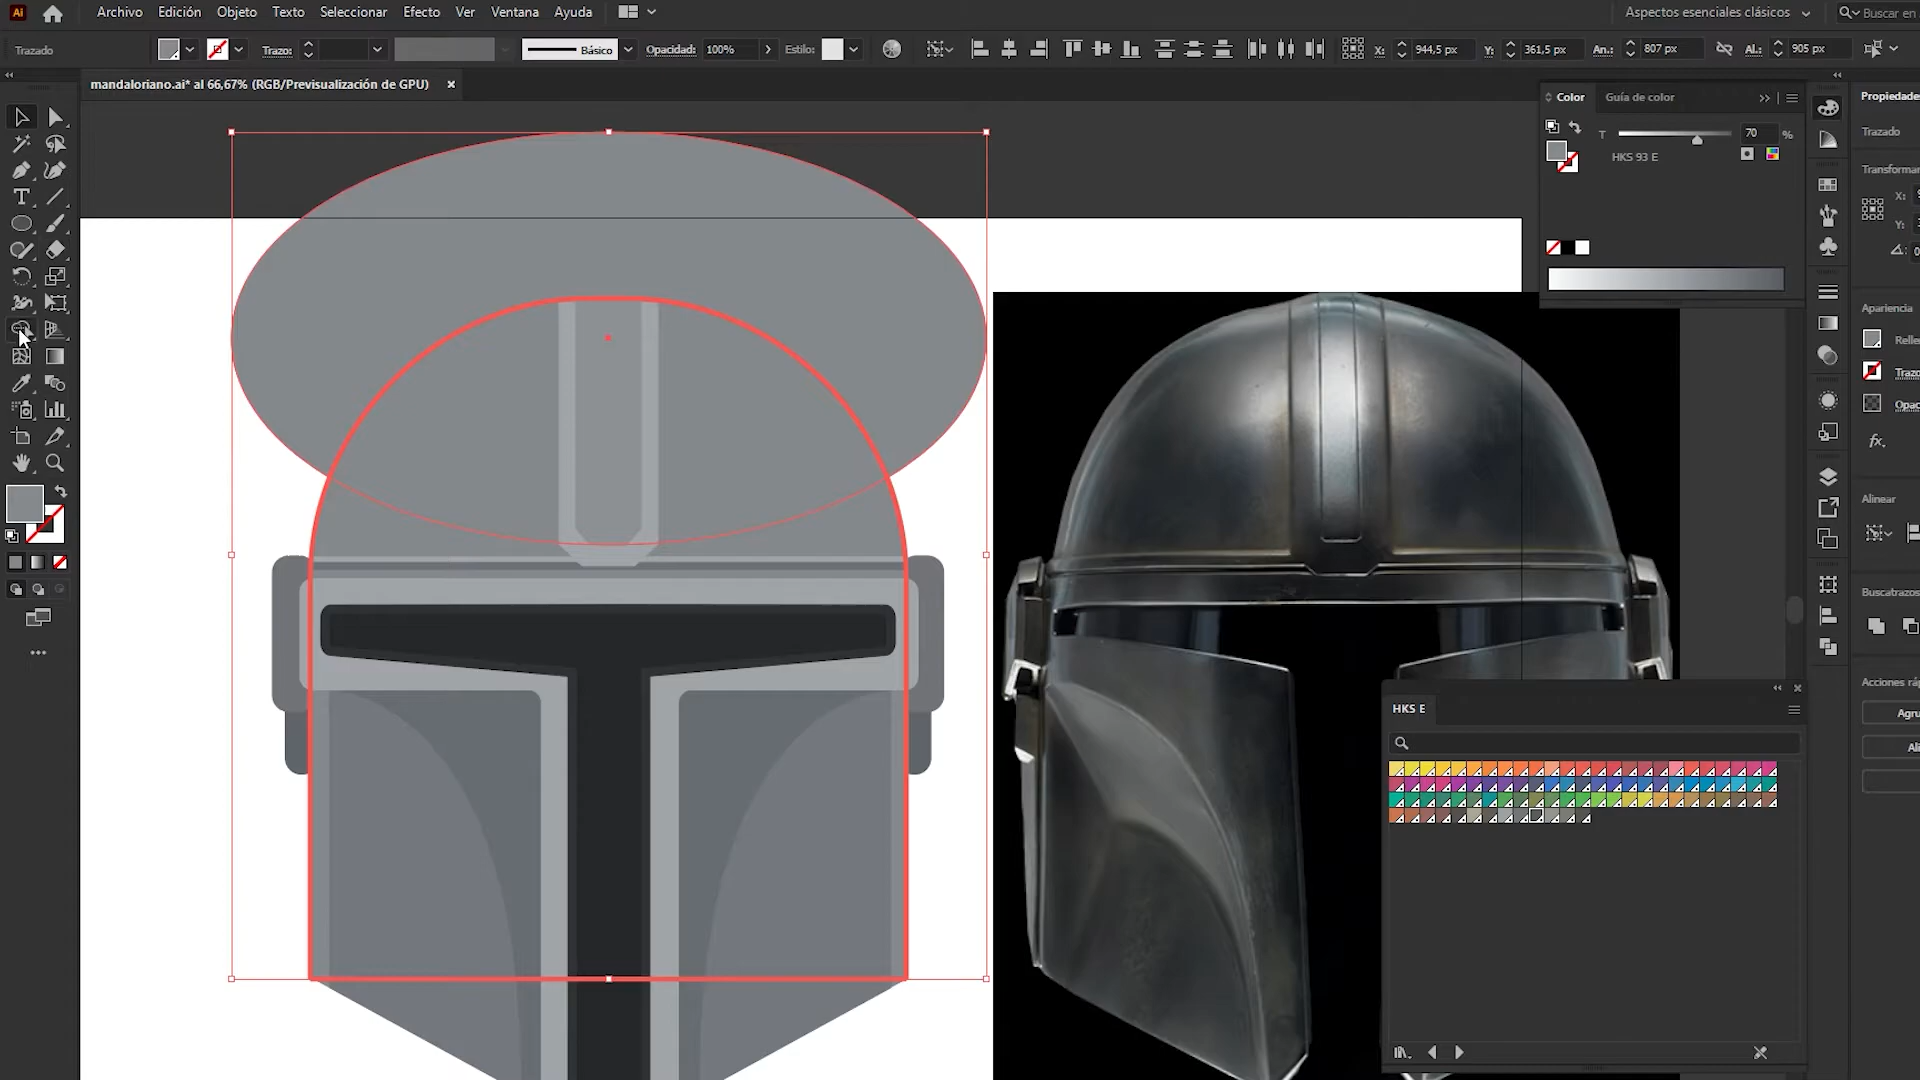 Ai Archivo Edición Objeto Texto Seleccionar Efecto Ver Ventana Ayuda Aspectos esenciales clásicos Buscar en
Trazado Trazo: Básico Opacidad: 100% Estilo: X: 944,5 px Y: 361,5 px An.: 807 px Al.: 905 px
mandaloriano.ai* al 66,67% (RGB/Previsualización de GPU)
Color Guía de color
T 70 %
HKS 93 E
Propiedades
Trazado
Transformar
X:
Y:
Apariencia
Relle
Trazo
Opac
fx.
Alinear
Buscatrazos
Acciones ráp
Agru
Ali
HKS E